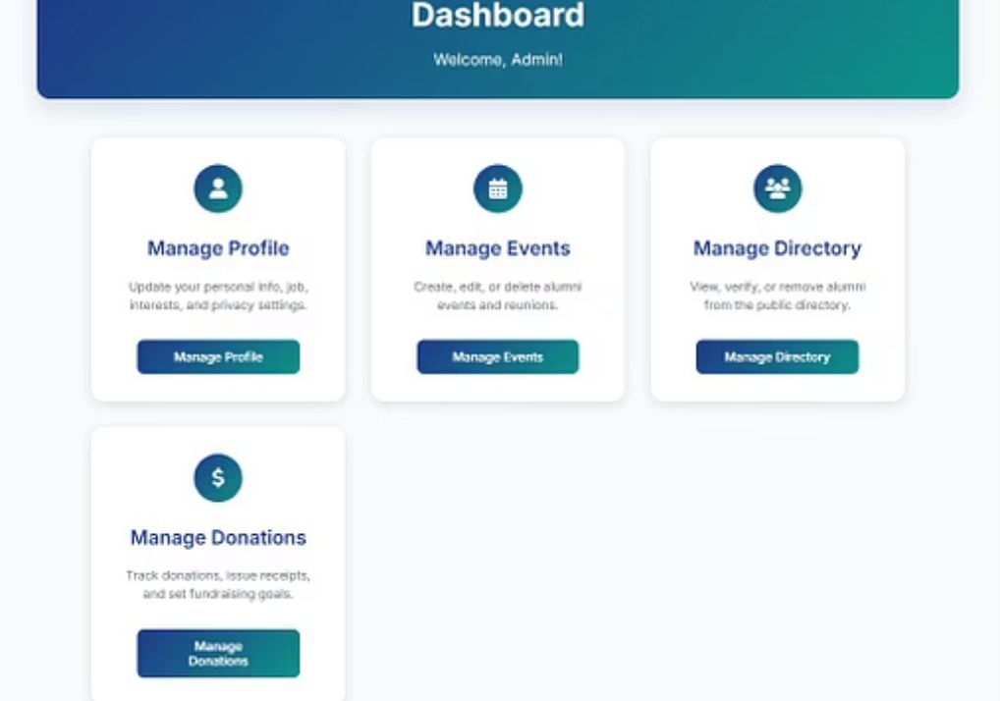 Dashboard
Welcome, Admin!
Manage Profile
Update your personal info, job,
interests, and privacy settings.
Manage Profile
Manage Events
Create, edit, or delete alumni
events and reunions.
Manage Events
Manage Directory
View, verify, or remove alumni
from the public directory.
Manage Directory
$
Manage Donations
Track donations, issue receipts,
and set fundraising goals.
Manage
Donations